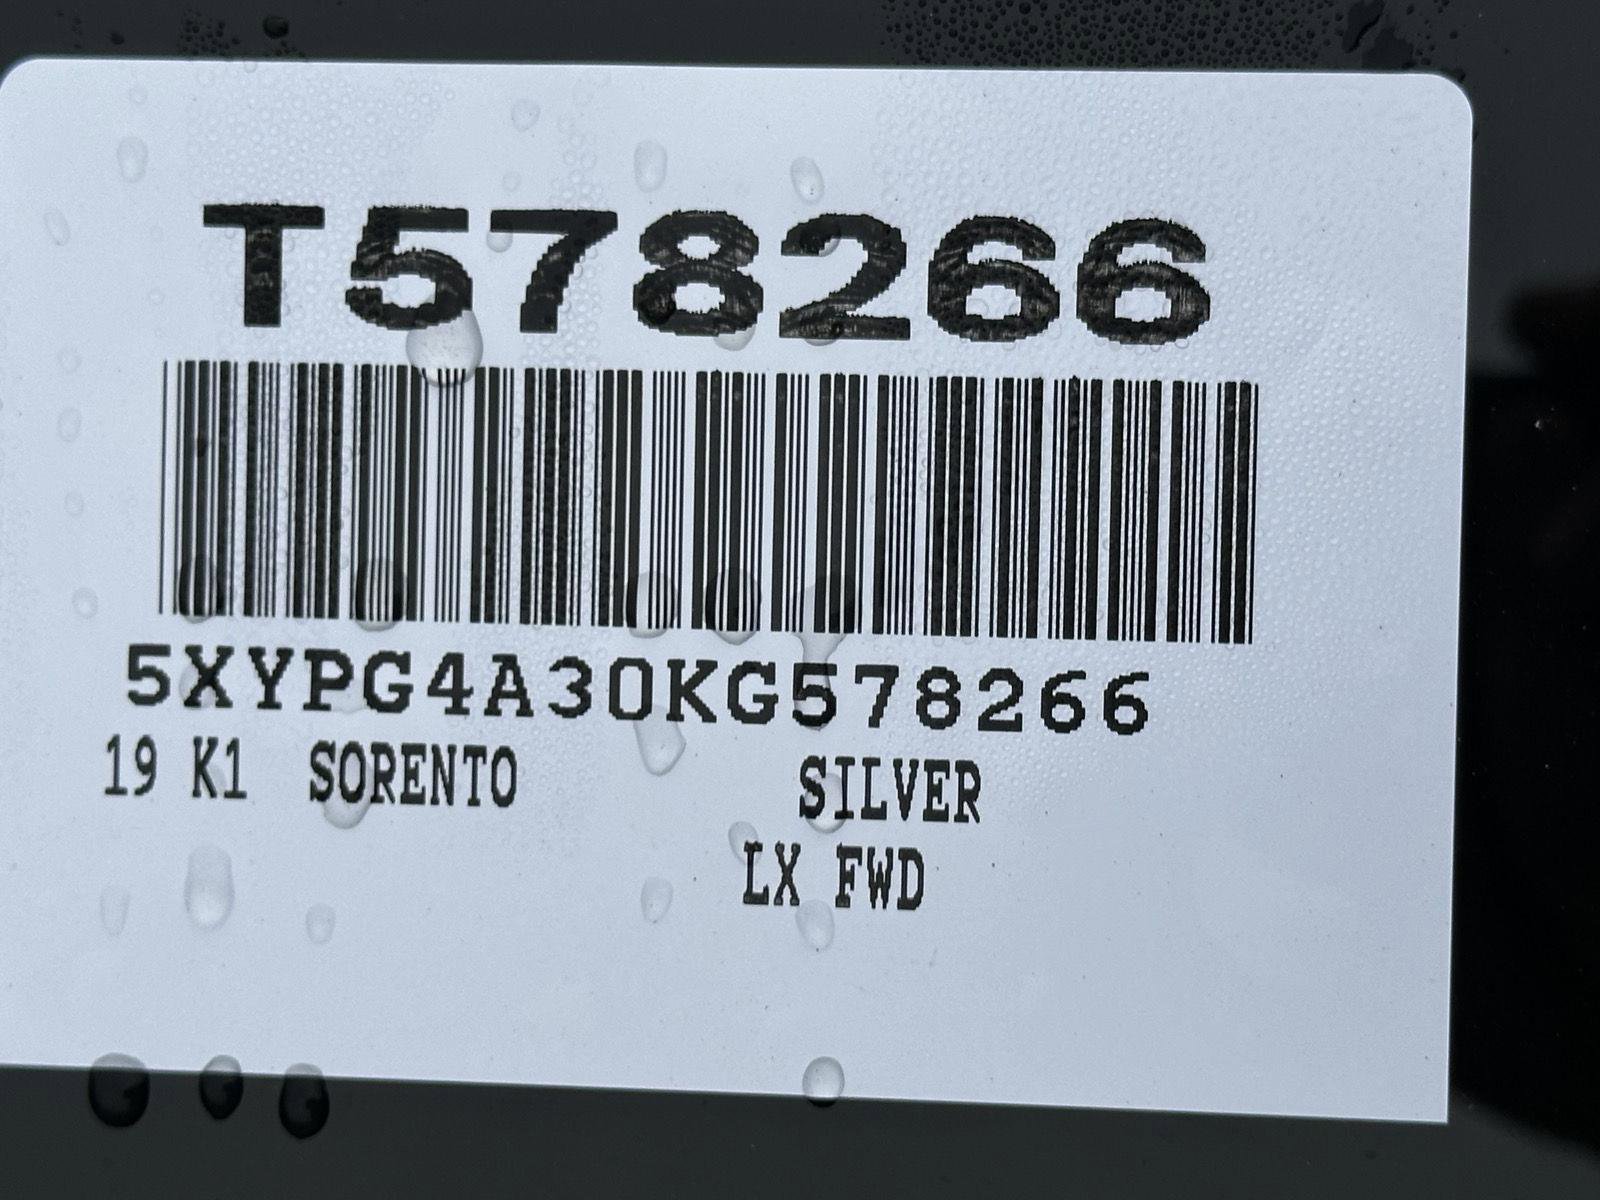 T578266
5XYPG4A30KG578266
19 K1 SORENTO SILVER
LX FWD